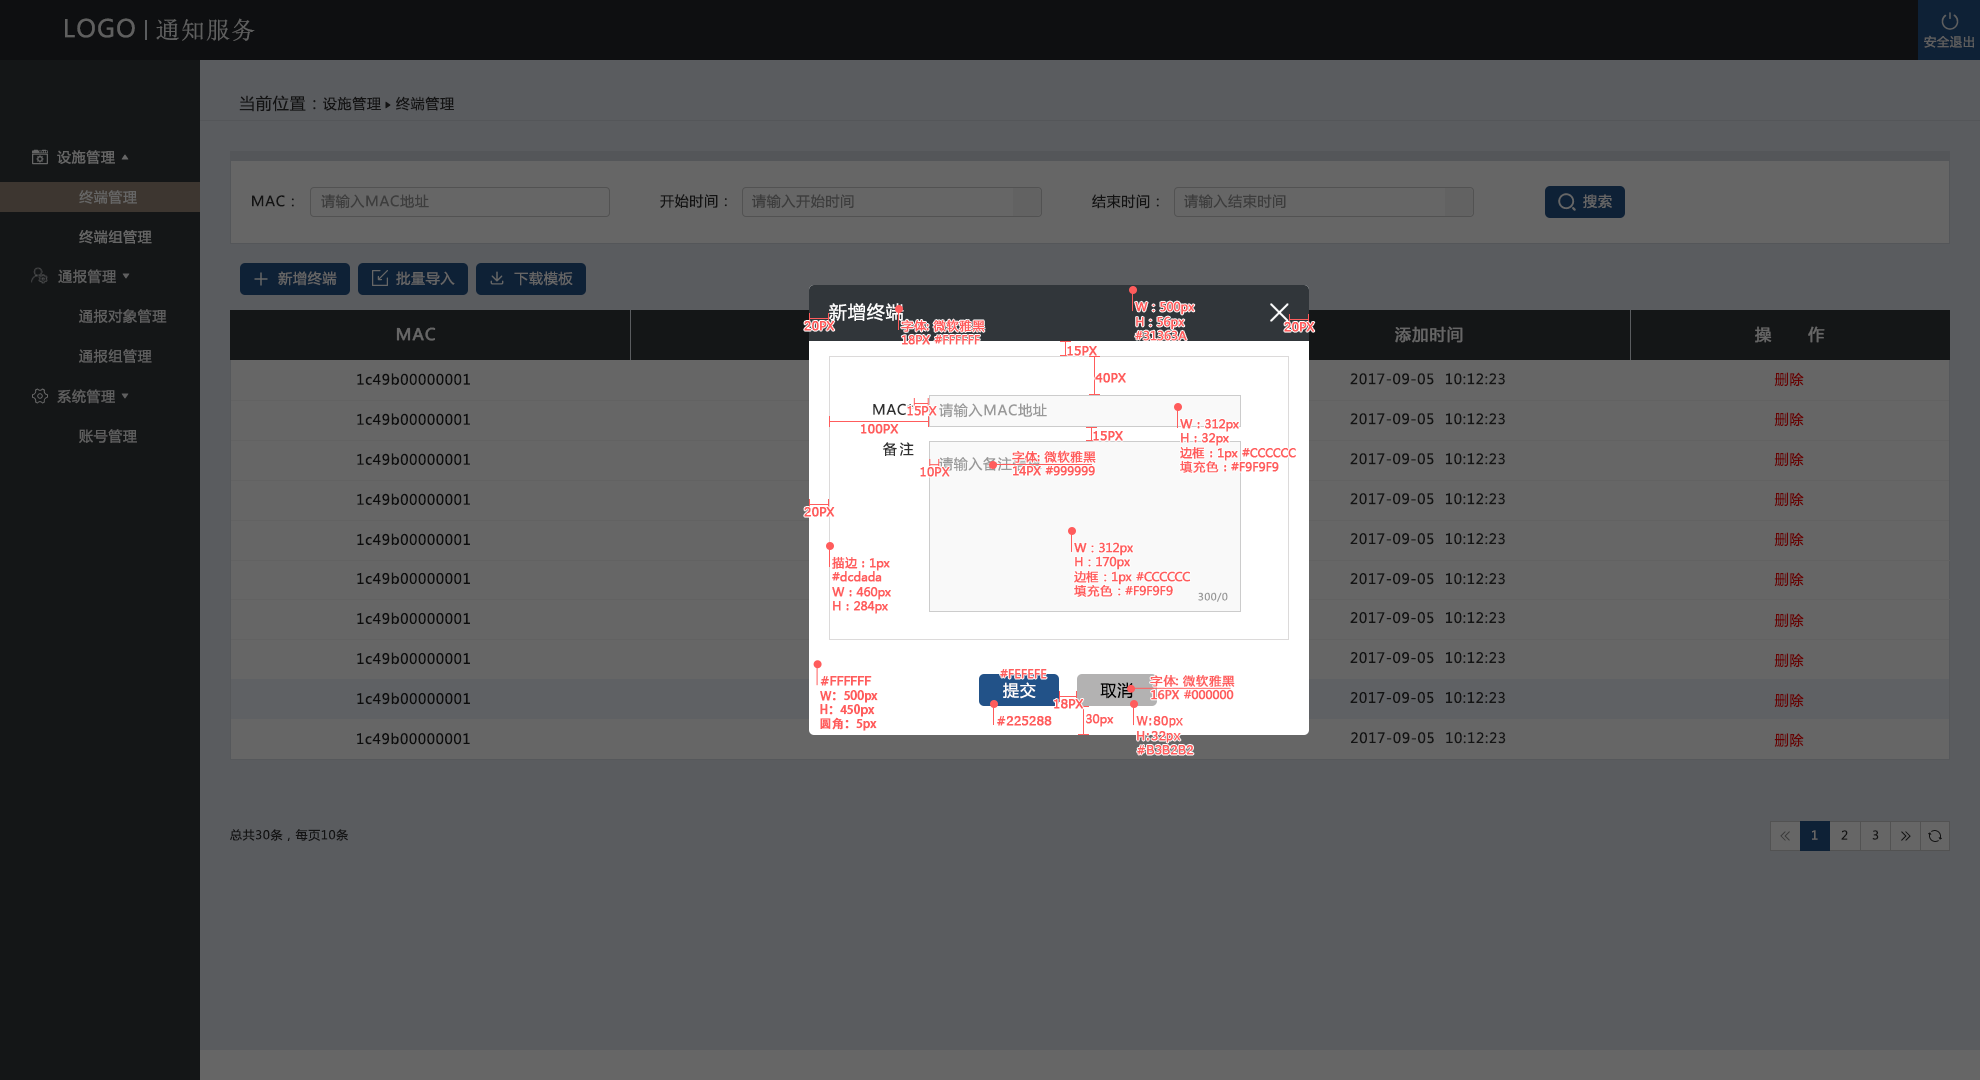 LOGO | 通知服务
安全退出
当前位置：设施管理 ▸ 终端管理
设施管理
终端管理
终端组管理
通报管理
通报对象管理
通报组管理
系统管理
账号管理
MAC： 请输入MAC地址 开始时间： 请输入开始时间 结束时间： 请输入结束时间 搜索
新增终端 批量导入 下载模板
MAC 添加时间 操 作
1c49b00000001 2017-09-05 10:12:23 删除
1c49b00000001 2017-09-05 10:12:23 删除
1c49b00000001 2017-09-05 10:12:23 删除
1c49b00000001 2017-09-05 10:12:23 删除
1c49b00000001 2017-09-05 10:12:23 删除
1c49b00000001 2017-09-05 10:12:23 删除
1c49b00000001 2017-09-05 10:12:23 删除
1c49b00000001 2017-09-05 10:12:23 删除
1c49b00000001 2017-09-05 10:12:23 删除
1c49b00000001 2017-09-05 10:12:23 删除
总共30条，每页10条
« 1 2 3 »
新增终端
20PX
字体: 微软雅黑
18PX #FFFFFF
W：500px
H：56px
#31363A
20PX
15PX
40PX
MAC:
15PX
请输入MAC地址
100PX
W：312px
H：32px
边框：1px #CCCCCC
填充色：#F9F9F9
15PX
备注
10PX
请输入备注
字体: 微软雅黑
14PX #999999
20PX
描边：1px
#dcdada
W：460px
H：284px
W：312px
H：170px
边框：1px #CCCCCC
填充色：#F9F9F9
300/0
#FFFFFF
W: 500px
H: 450px
圆角: 5px
#FEFEFE
提交
#225288
18PX
30px
取消
字体: 微软雅黑
16PX #000000
W:80px
H:32px
#B3B2B2